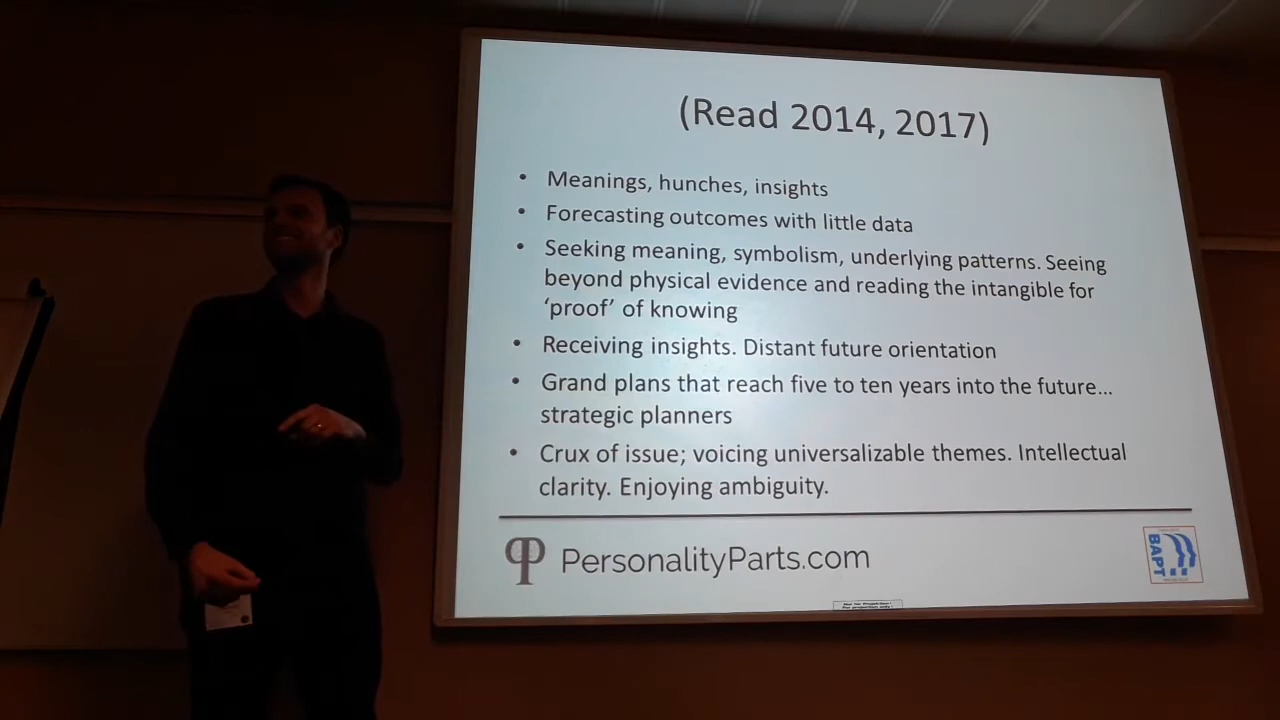 (Read 2014, 2017)
• Meanings, hunches, insights
• Forecasting outcomes with little data
• Seeking meaning, symbolism, underlying patterns. Seeing
beyond physical evidence and reading the intangible for
‘proof’ of knowing
• Receiving insights. Distant future orientation
• Grand plans that reach five to ten years into the future...
strategic planners
• Crux of issue; voicing universalizable themes. Intellectual
clarity. Enjoying ambiguity.
PersonalityParts.com
BAPT